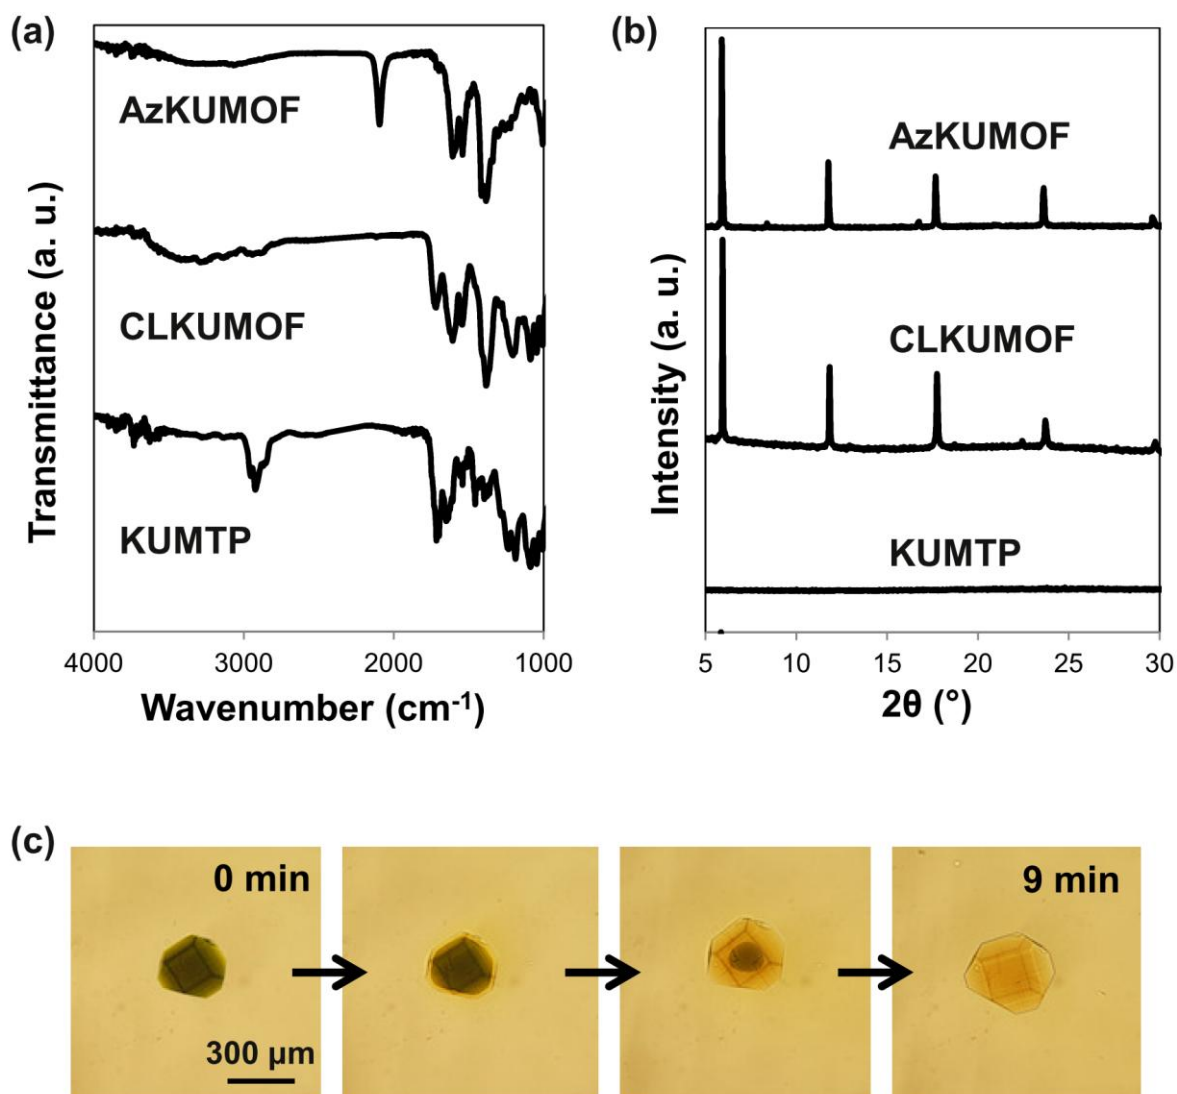 (a)
Transmittance (a. u.)
AzKUMOF
CLKUMOF
KUMTP
4000 3000 2000 1000
Wavenumber (cm-1)
(b)
Intensity (a. u.)
AzKUMOF
CLKUMOF
KUMTP
5 10 15 20 25 30
2θ (°)
(c)
0 min
9 min
300 µm